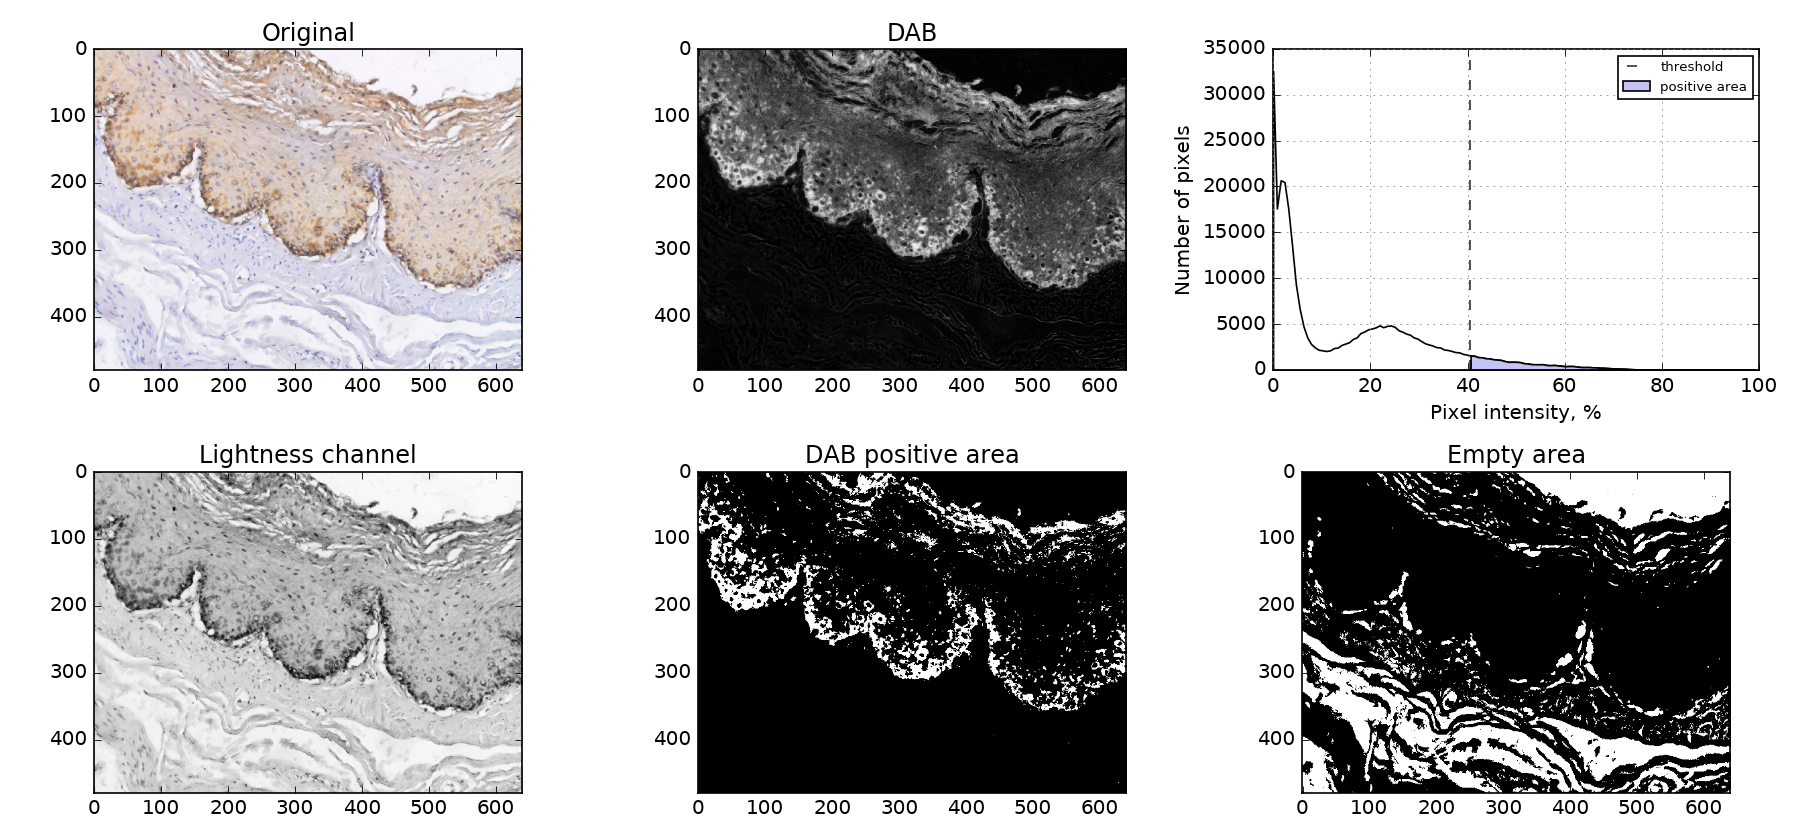 Original
0
100
200
300
400
0 100 200 300 400 500 600
DAB
0
100
200
300
400
0 100 200 300 400 500 600
35000
30000
25000
20000
15000
10000
5000
0
Number of pixels
threshold
positive area
0 20 40 60 80 100
Pixel intensity, %
Lightness channel
0
100
200
300
400
0 100 200 300 400 500 600
DAB positive area
0
100
200
300
400
0 100 200 300 400 500 600
Empty area
0
100
200
300
400
0 100 200 300 400 500 600